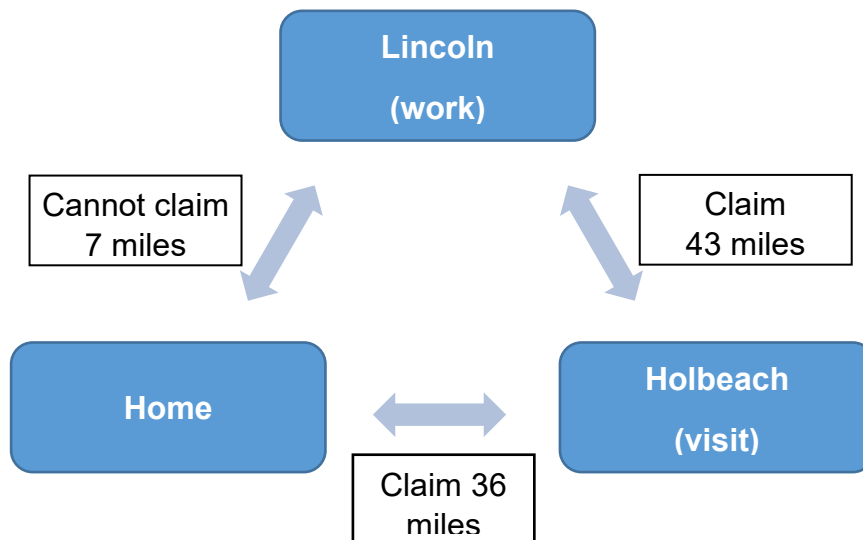 Lincoln
(work)
Cannot claim
7 miles
Claim
43 miles
Home
Holbeach
(visit)
Claim 36
miles